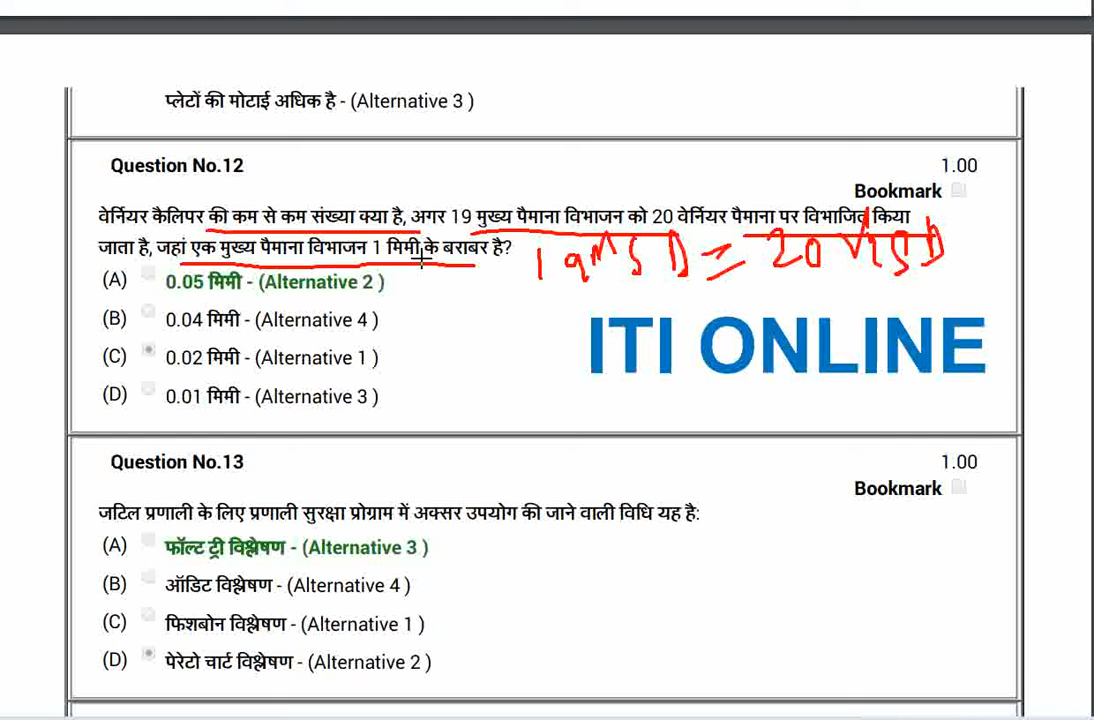 प्लेटों की मोटाई अधिक है - (Alternative 3 )
Question No.12 1.00
Bookmark
वेर्नियर कैलिपर की कम से कम संख्या क्या है, अगर 19 मुख्य पैमाना विभाजन को 20 वेर्नियर पैमाना पर विभाजित किया
जाता है, जहां एक मुख्य पैमाना विभाजन 1 मिमी के बराबर है?
19 MSD = 20 VSD
(A) 0.05 मिमी - (Alternative 2 )
(B) 0.04 मिमी - (Alternative 4 )
(C) 0.02 मिमी - (Alternative 1 )
(D) 0.01 मिमी - (Alternative 3 )
ITI ONLINE
Question No.13 1.00
Bookmark
जटिल प्रणाली के लिए प्रणाली सुरक्षा प्रोग्राम में अक्सर उपयोग की जाने वाली विधि यह है:
(A) फॉल्ट ट्री विश्लेषण - (Alternative 3 )
(B) ऑडिट विश्लेषण - (Alternative 4 )
(C) फिशबोन विश्लेषण - (Alternative 1 )
(D) पेरेटो चार्ट विश्लेषण - (Alternative 2 )